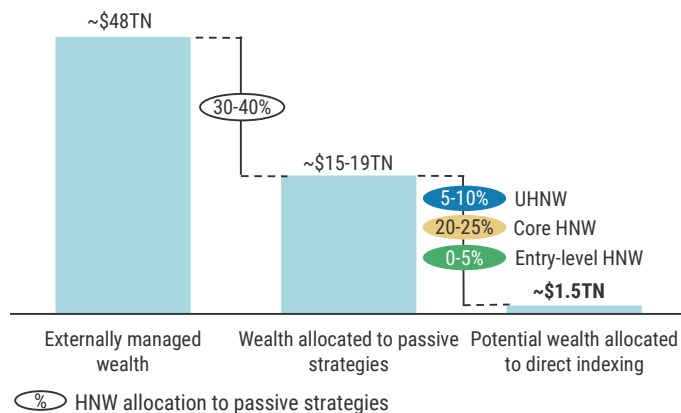 ~$48TN
30-40%
~$15-19TN
5-10% UHNW
20-25% Core HNW
0-5% Entry-level HNW
~$1.5TN
Externally managed
wealth
Wealth allocated to passive
strategies
Potential wealth allocated
to direct indexing
% HNW allocation to passive strategies